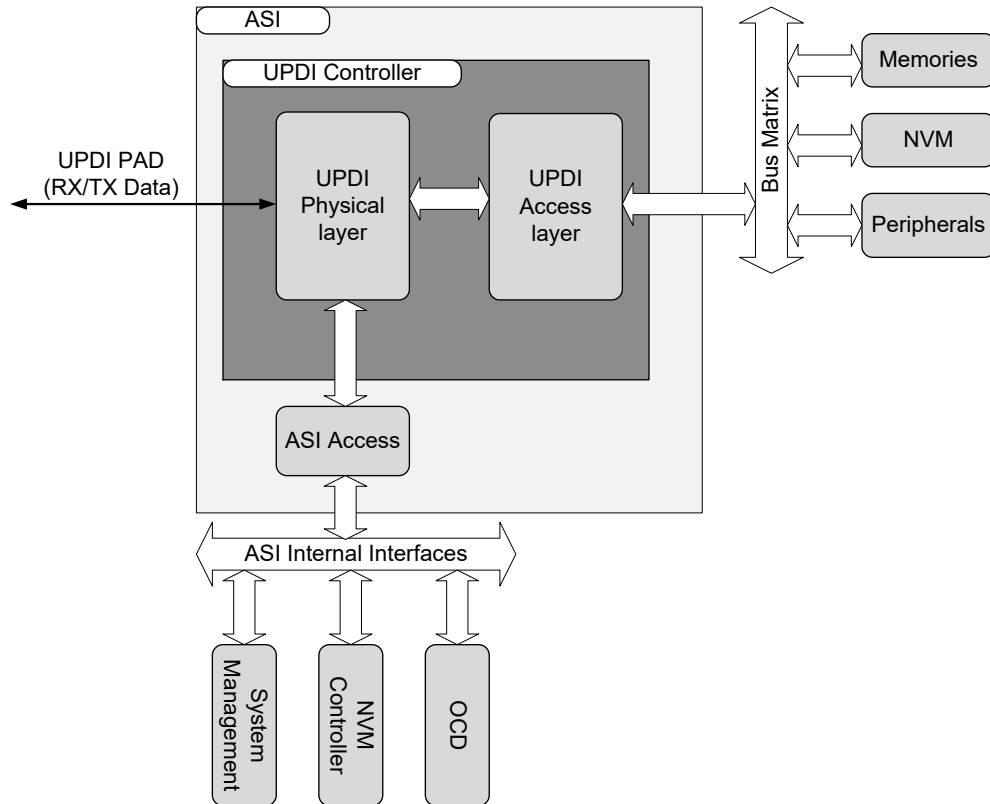 ASI
UPDI Controller
UPDI PAD
(RX/TX Data)
UPDI
Physical
layer
UPDI
Access
layer
Bus Matrix
Memories
NVM
Peripherals
ASI Access
ASI Internal Interfaces
System
Management
NVM
Controller
OCD